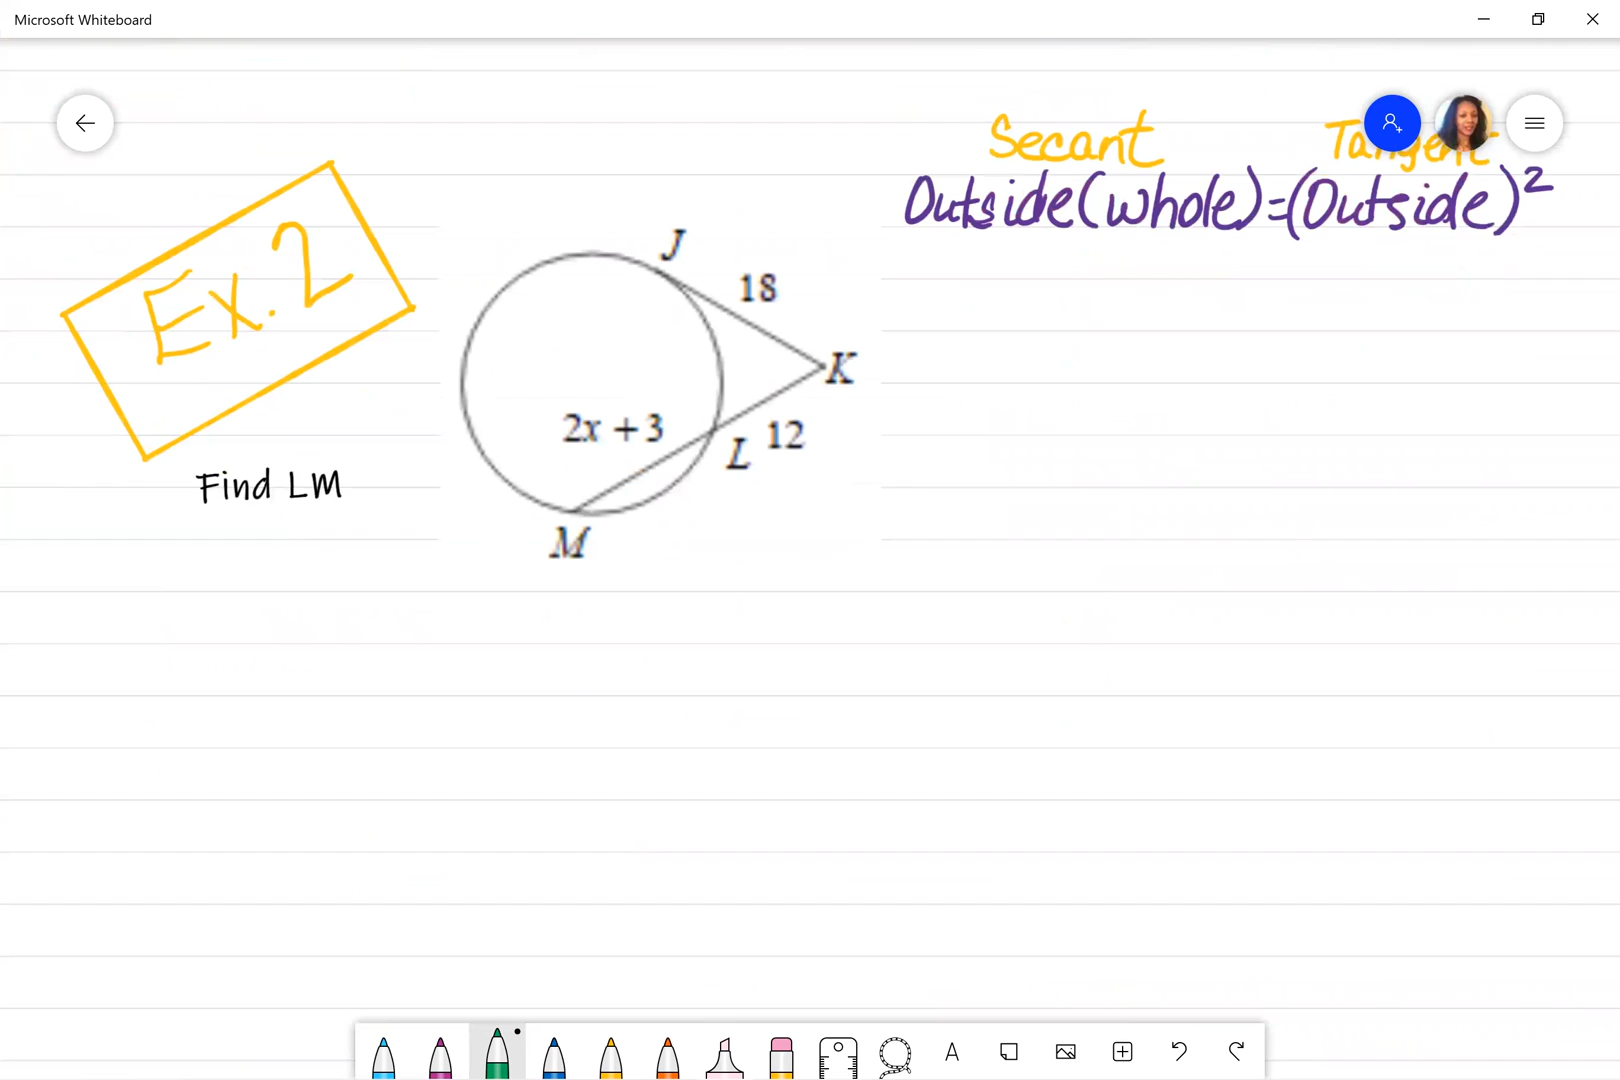 Microsoft Whiteboard
Secant Tangent
Outside(whole)=(Outside)²
Ex. 2
J
18
K
2x + 3
L 12
Find LM
M
A